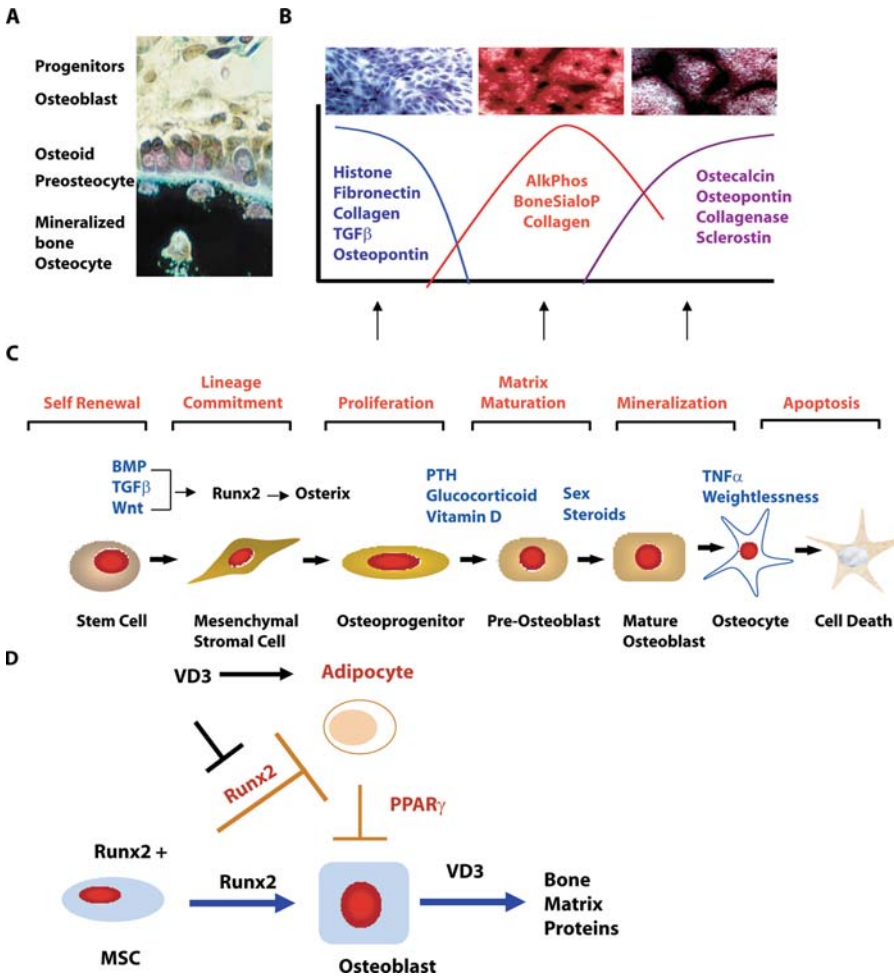 A
Progenitors
Osteoblast
Osteoid
Preosteocyte
Mineralized
bone
Osteocyte
B
Histone
Fibronectin
Collagen
TGFβ
Osteopontin
AlkPhos
BoneSialoP
Collagen
Ostecalcin
Osteopontin
Collagenase
Sclerostin
C
Self Renewal
Lineage
Commitment
Proliferation
Matrix
Maturation
Mineralization
Apoptosis
BMP
TGFβ
Wnt
Runx2
Osterix
PTH
Glucocorticoid
Vitamin D
Sex
Steroids
TNFα
Weightlessness
Stem Cell
Mesenchymal
Stromal Cell
Osteoprogenitor
Pre-Osteoblast
Mature
Osteoblast
Osteocyte
Cell Death
D
VD3
Adipocyte
Runx2
PPARγ
Runx2 +
Runx2
VD3
Bone
Matrix
Proteins
MSC
Osteoblast